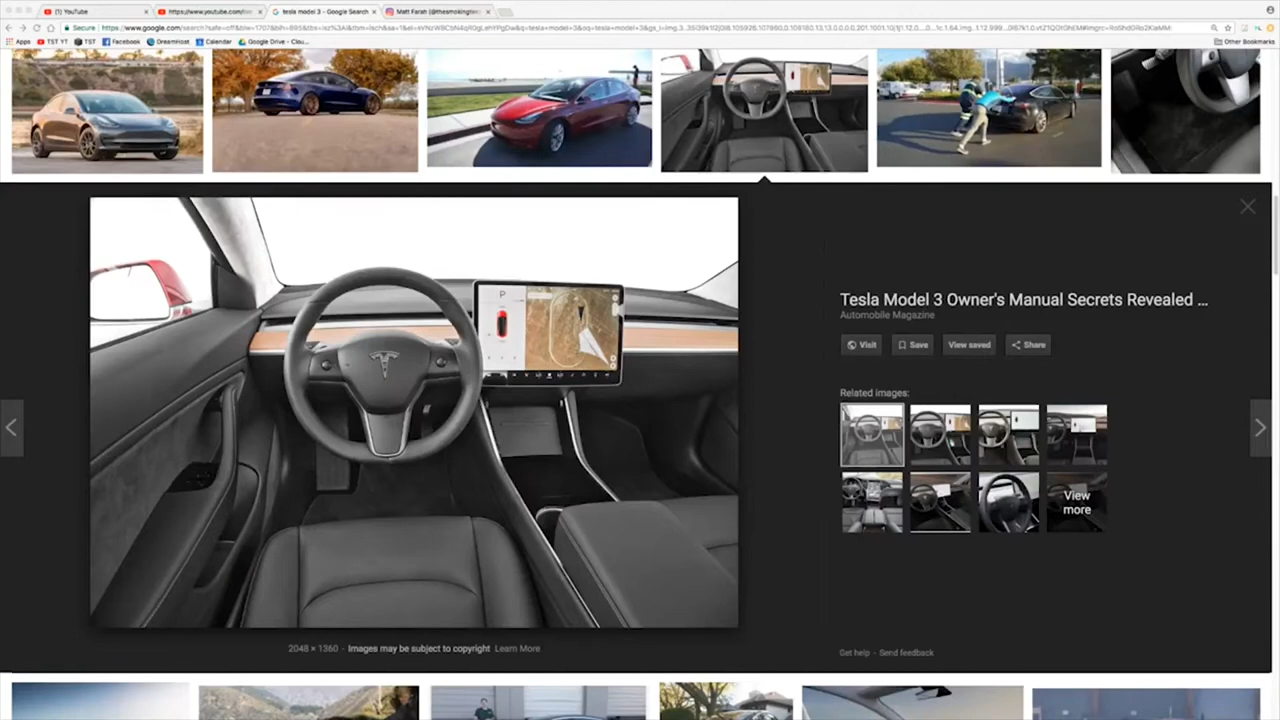 (1) YouTube
https://www.youtube.com/live
tesla model 3 - Google Search
Matt Farah (@thesmokingtire
Secure
Apps
TST YT
TST
Facebook
DreamHost
Calendar
Google Drive - Clou...
Other Bookmarks
P
Tesla Model 3 Owner's Manual Secrets Revealed ...
Automobile Magazine
Visit
Save
View saved
Share
Related images:
View
more
2048 × 1360 · Images may be subject to copyright Learn More
Get help - Send feedback